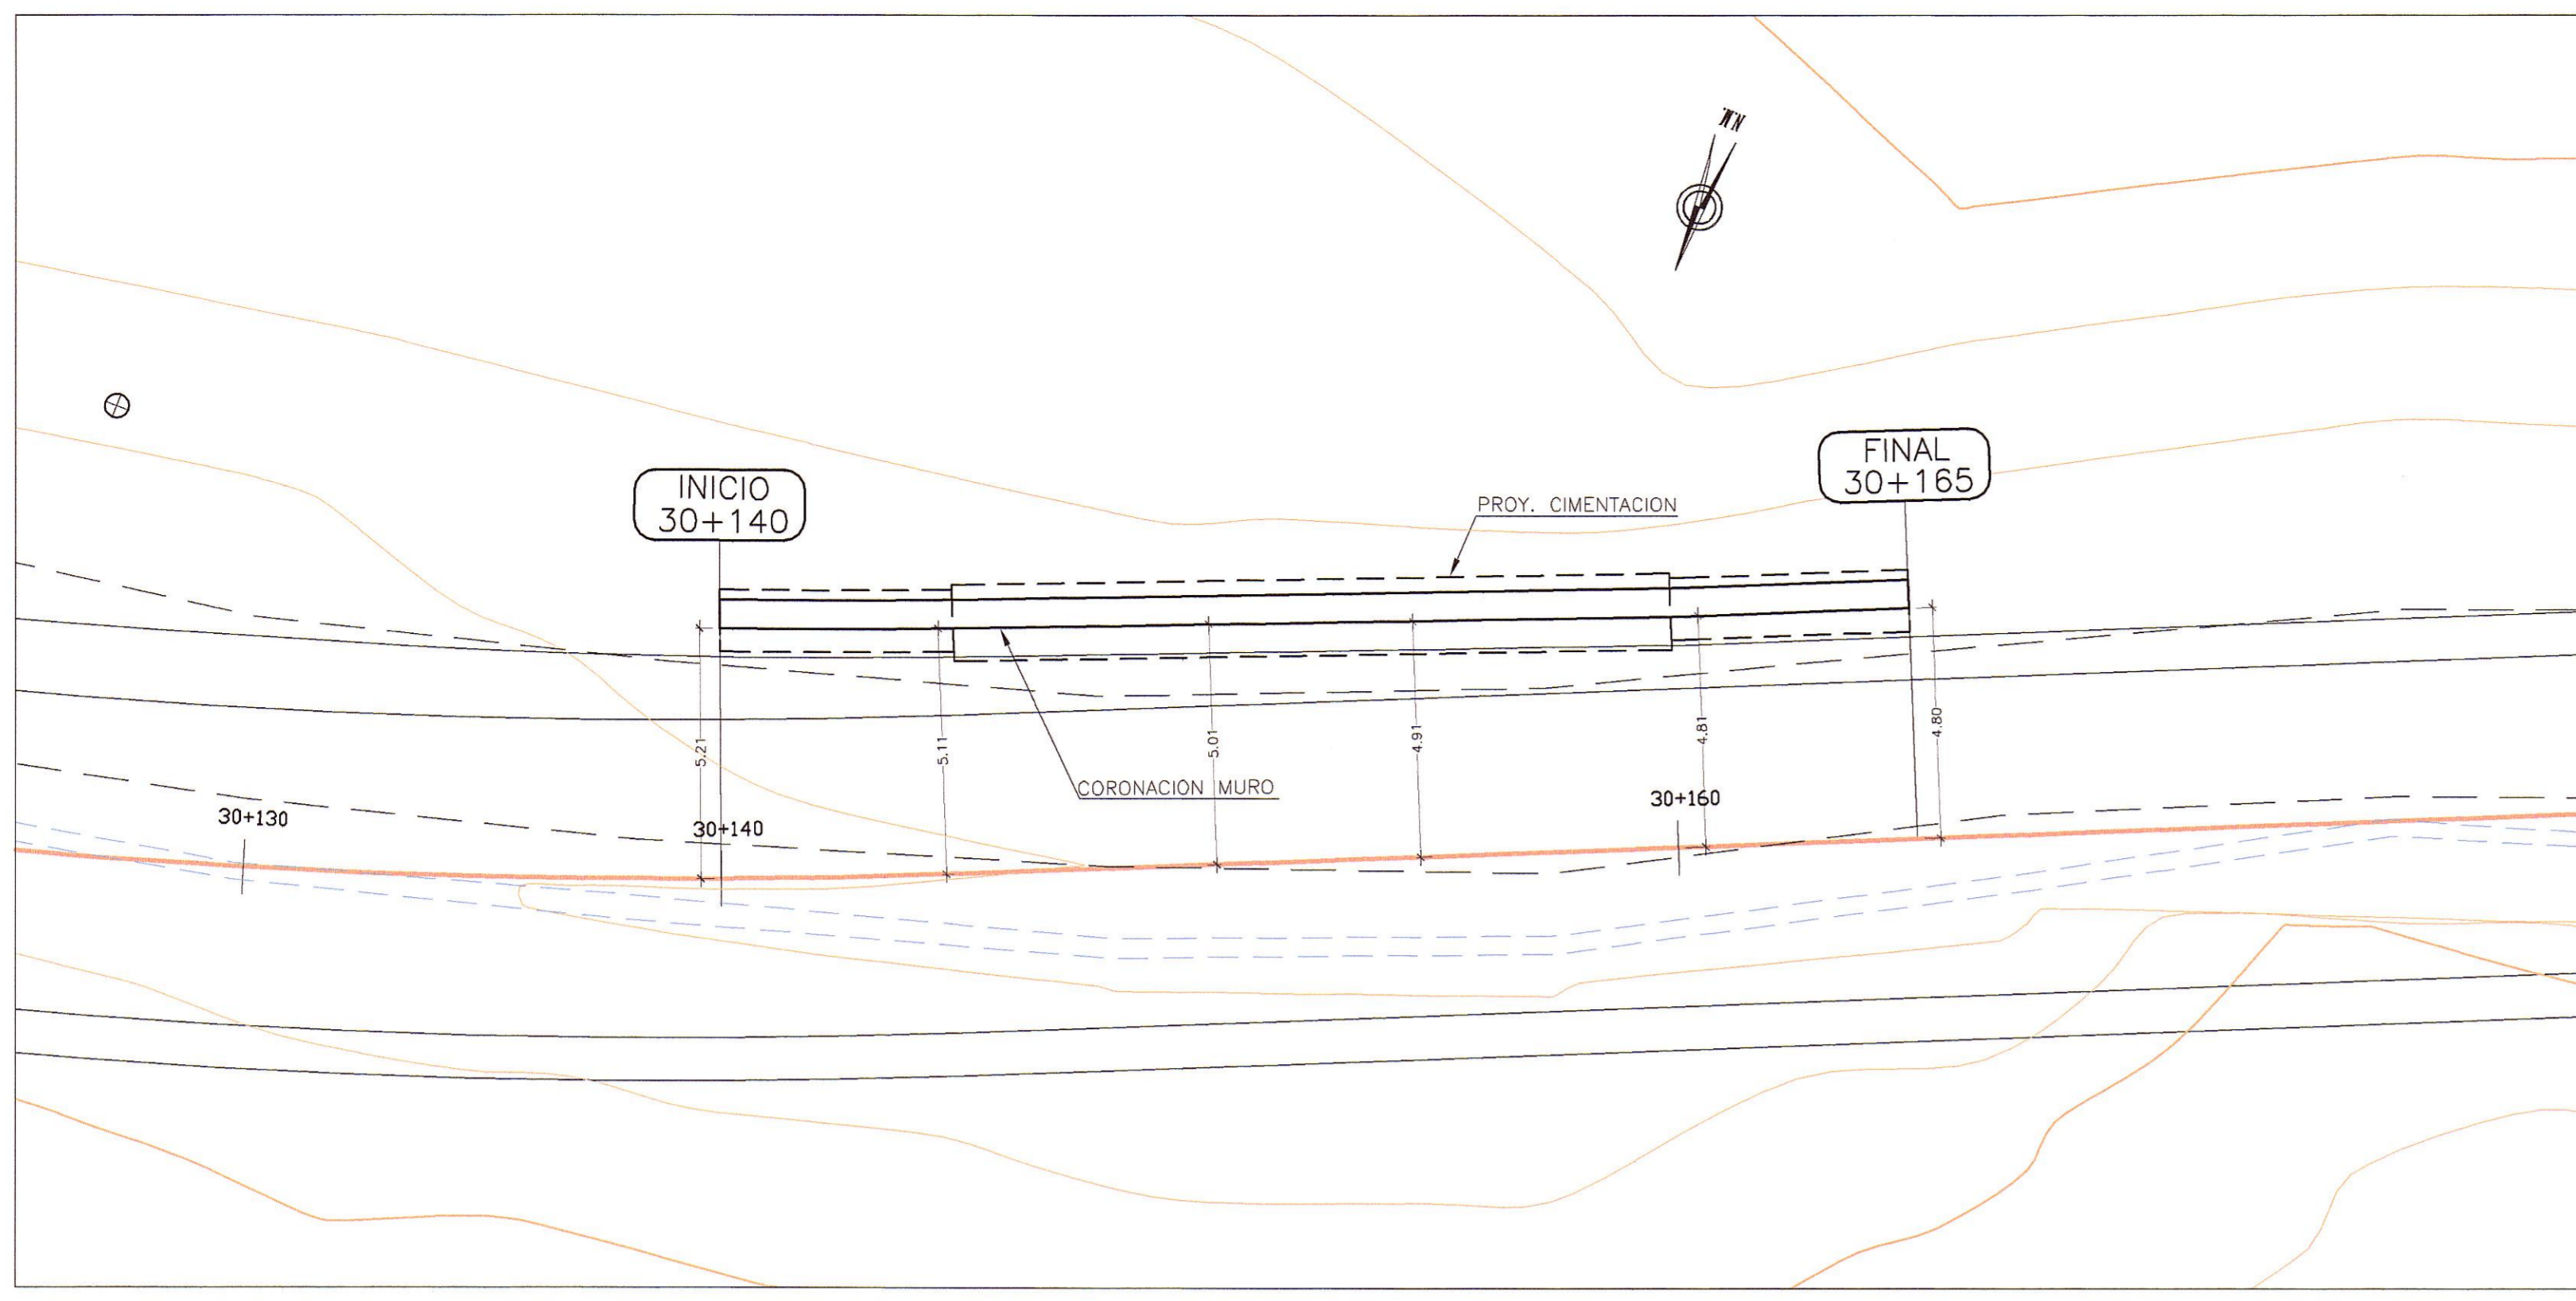 N.M.
FINAL
30+165
INICIO
30+140
PROY. CIMENTACION
5.21
5.11
5.01
4.91
4.81
4.80
CORONACION MURO
30+130
30+140
30+160